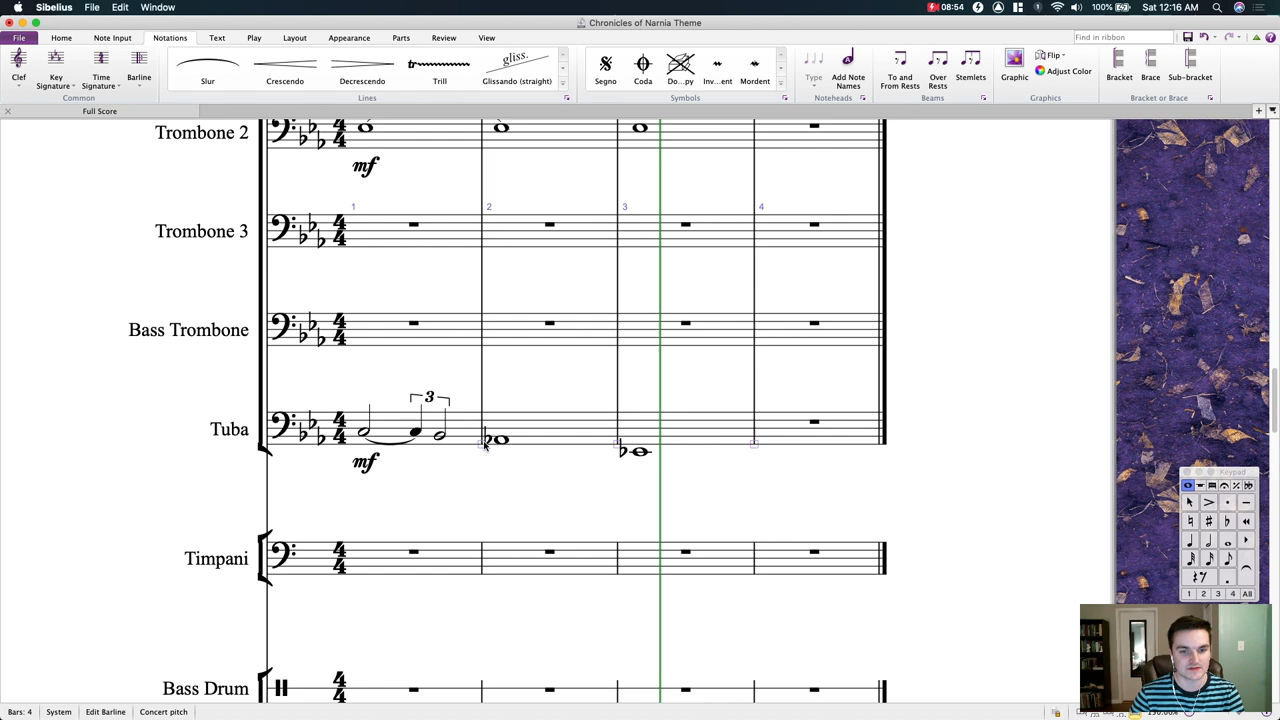 Sibelius File Edit Window 08:54 100% Sat 12:16 AM
Chronicles of Narnia Theme
File Home Note Input Notations Text Play Layout Appearance Parts Review View Find in ribbon
Clef Key Signature Time Signature Barline Slur Crescendo Decrescendo Trill Glissando (straight) Segno Coda Do...py Inv...ent Mordent Type Add Note Names To and From Rests Over Rests Stemlets Graphic Flip Adjust Color Bracket Brace Sub-bracket
Common Lines Symbols Noteheads Beams Graphics Bracket or Brace
Full Score
Trombone 2
mf
1 2 3 4
Trombone 3
Bass Trombone
3
Tuba
mf
Keypad
Timpani
1 2 3 4 All
Bass Drum
Bars: 4 System Edit Barline Concert pitch